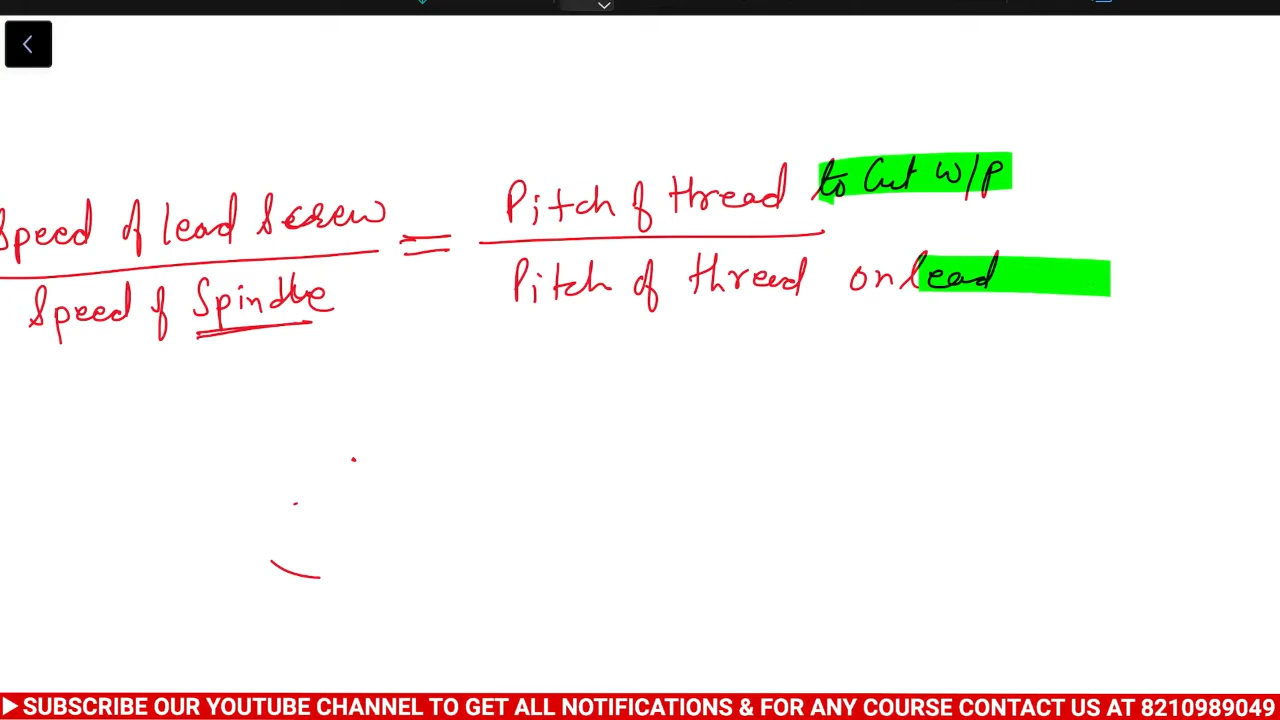 Speed of lead Screw = Pitch of thread to Cut W/P
Speed of Spindle Pitch of thread on lead
▶ SUBSCRIBE OUR YOUTUBE CHANNEL TO GET ALL NOTIFICATIONS & FOR ANY COURSE CONTACT US AT 8210989049